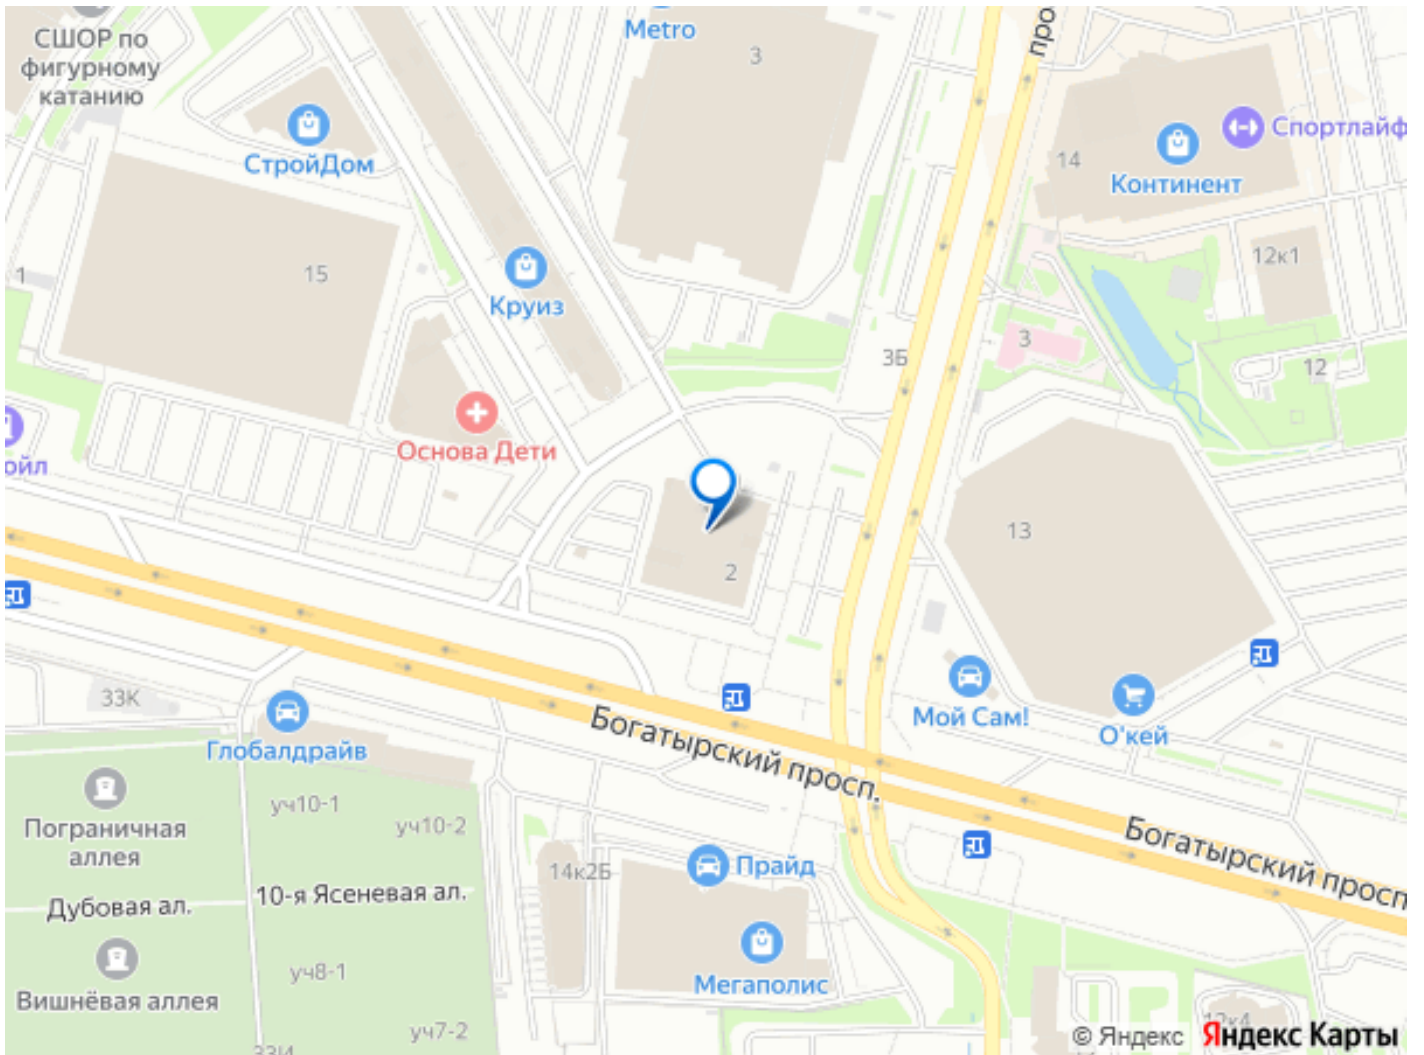 СШОР по
фигурному
катанию
Metro
3
про
СтройДом
14
Континент
Спортлайф
1
15
Круиз
12к1
3Б
3
12
ойл
Основа Дети
2
13
33К
Глобалдрайв
Мой Сам!
О'кей
Богатырский просп.
Пограничная
аллея
уч10-1
уч10-2
Прайд
Богатырский просп
14к2Б
10-я Ясеневая ал.
Дубовая ал.
уч8-1
Вишнёвая аллея
Мегаполис
уч7-2
33И
12к4
© Яндекс Яндекс Карты